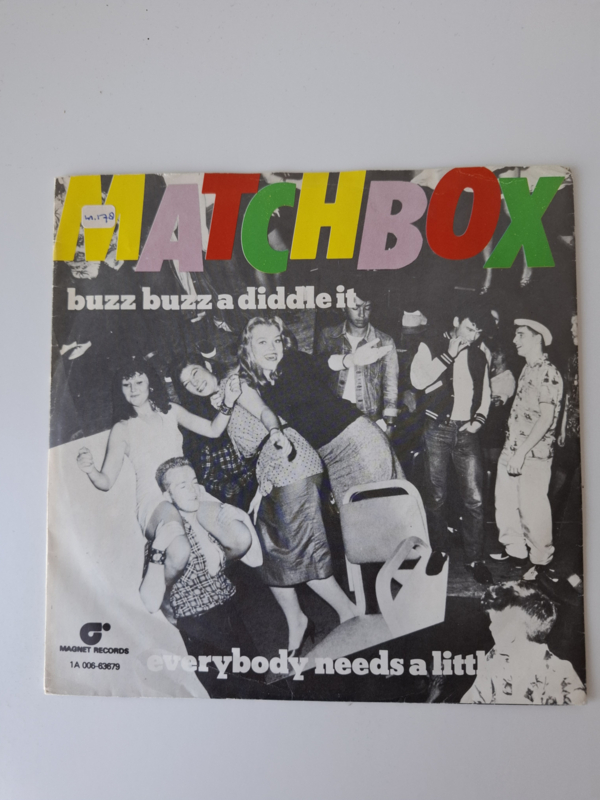 MATCHBOX
buzz buzz a diddle it
MAGNET RECORDS
1A 006-63679
everybody needs a littl